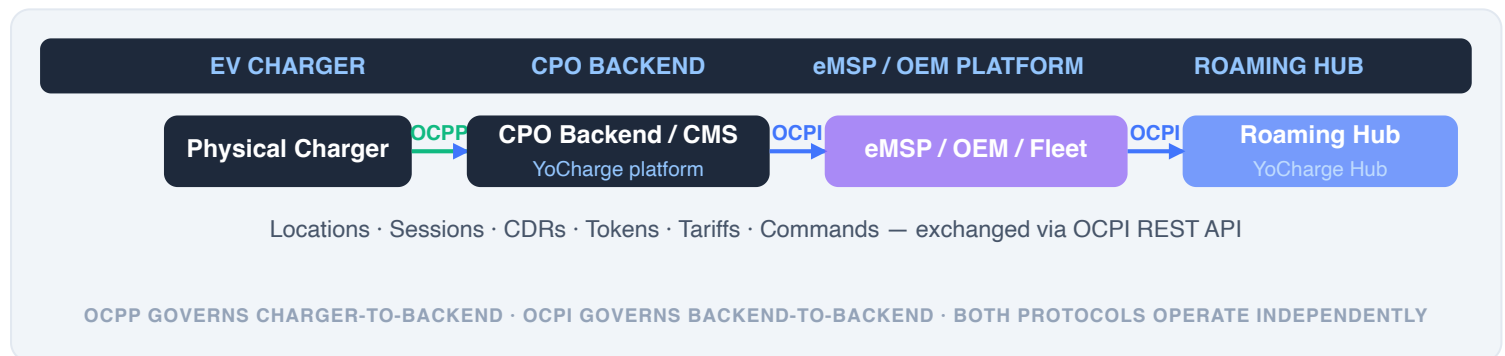 EV CHARGER CPO BACKEND eMSP / OEM PLATFORM ROAMING HUB
Physical Charger OCPP CPO Backend / CMS OCPI eMSP / OEM / Fleet OCPI Roaming Hub
YoCharge platform YoCharge Hub
Locations · Sessions · CDRs · Tokens · Tariffs · Commands — exchanged via OCPI REST API
OCPP GOVERNS CHARGER-TO-BACKEND · OCPI GOVERNS BACKEND-TO-BACKEND · BOTH PROTOCOLS OPERATE INDEPENDENTLY